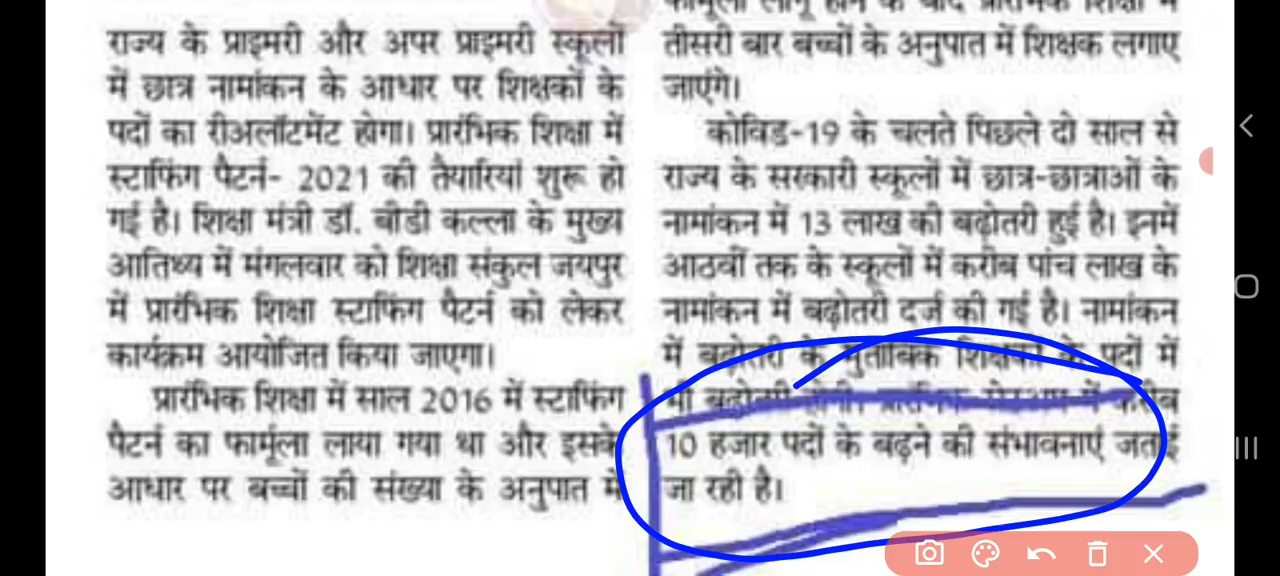 राज्य के प्राइमरी और अपर प्राइमरी स्कूलों
में छात्र नामांकन के आधार पर शिक्षकों के
पदों का रीअलॉटमेंट होगा। प्रारंभिक शिक्षा में
स्टाफिंग पैटर्न- 2021 की तैयारियां शुरू हो
गई है। शिक्षा मंत्री डॉ. बीडी कल्ला के मुख्य
आतिथ्य में मंगलवार को शिक्षा संकुल जयपुर
में प्रारंभिक शिक्षा स्टाफिंग पैटर्न को लेकर
कार्यक्रम आयोजित किया जाएगा।
प्रारंभिक शिक्षा में साल 2016 में स्टाफिंग
पैटर्न का फार्मूला लाया गया था और इसके
आधार पर बच्चों की संख्या के अनुपात में
फार्मूला लागू होने के बाद प्रारंभिक शिक्षा में
तीसरी बार बच्चों के अनुपात में शिक्षक लगाए
जाएंगे।
कोविड-19 के चलते पिछले दो साल से
राज्य के सरकारी स्कूलों में छात्र-छात्राओं के
नामांकन में 13 लाख की बढ़ोतरी हुई है। इनमें
आठवीं तक के स्कूलों में करीब पांच लाख के
नामांकन में बढ़ोतरी दर्ज की गई है। नामांकन
में बढ़ोतरी के मुताबिक शिक्षकों के पदों में
भी बढ़ोतरी होगी। प्रारंभिक में करीब
10 हजार पदों के बढ़ने की संभावनाएं जताई
जा रही है।